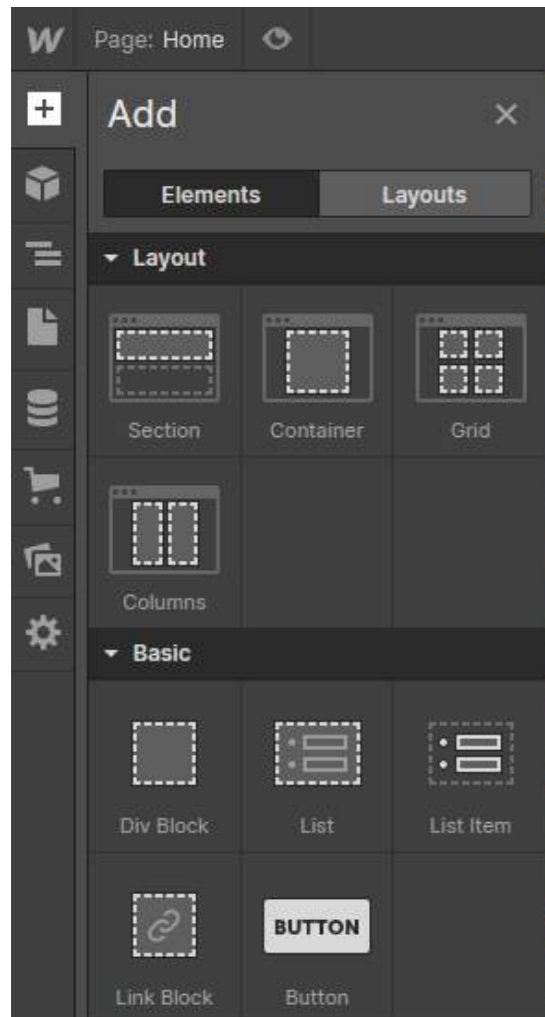 W Page: Home
Add
Elements Layouts
Layout
Section Container Grid
Columns
Basic
Div Block List List Item
BUTTON
Link Block Button